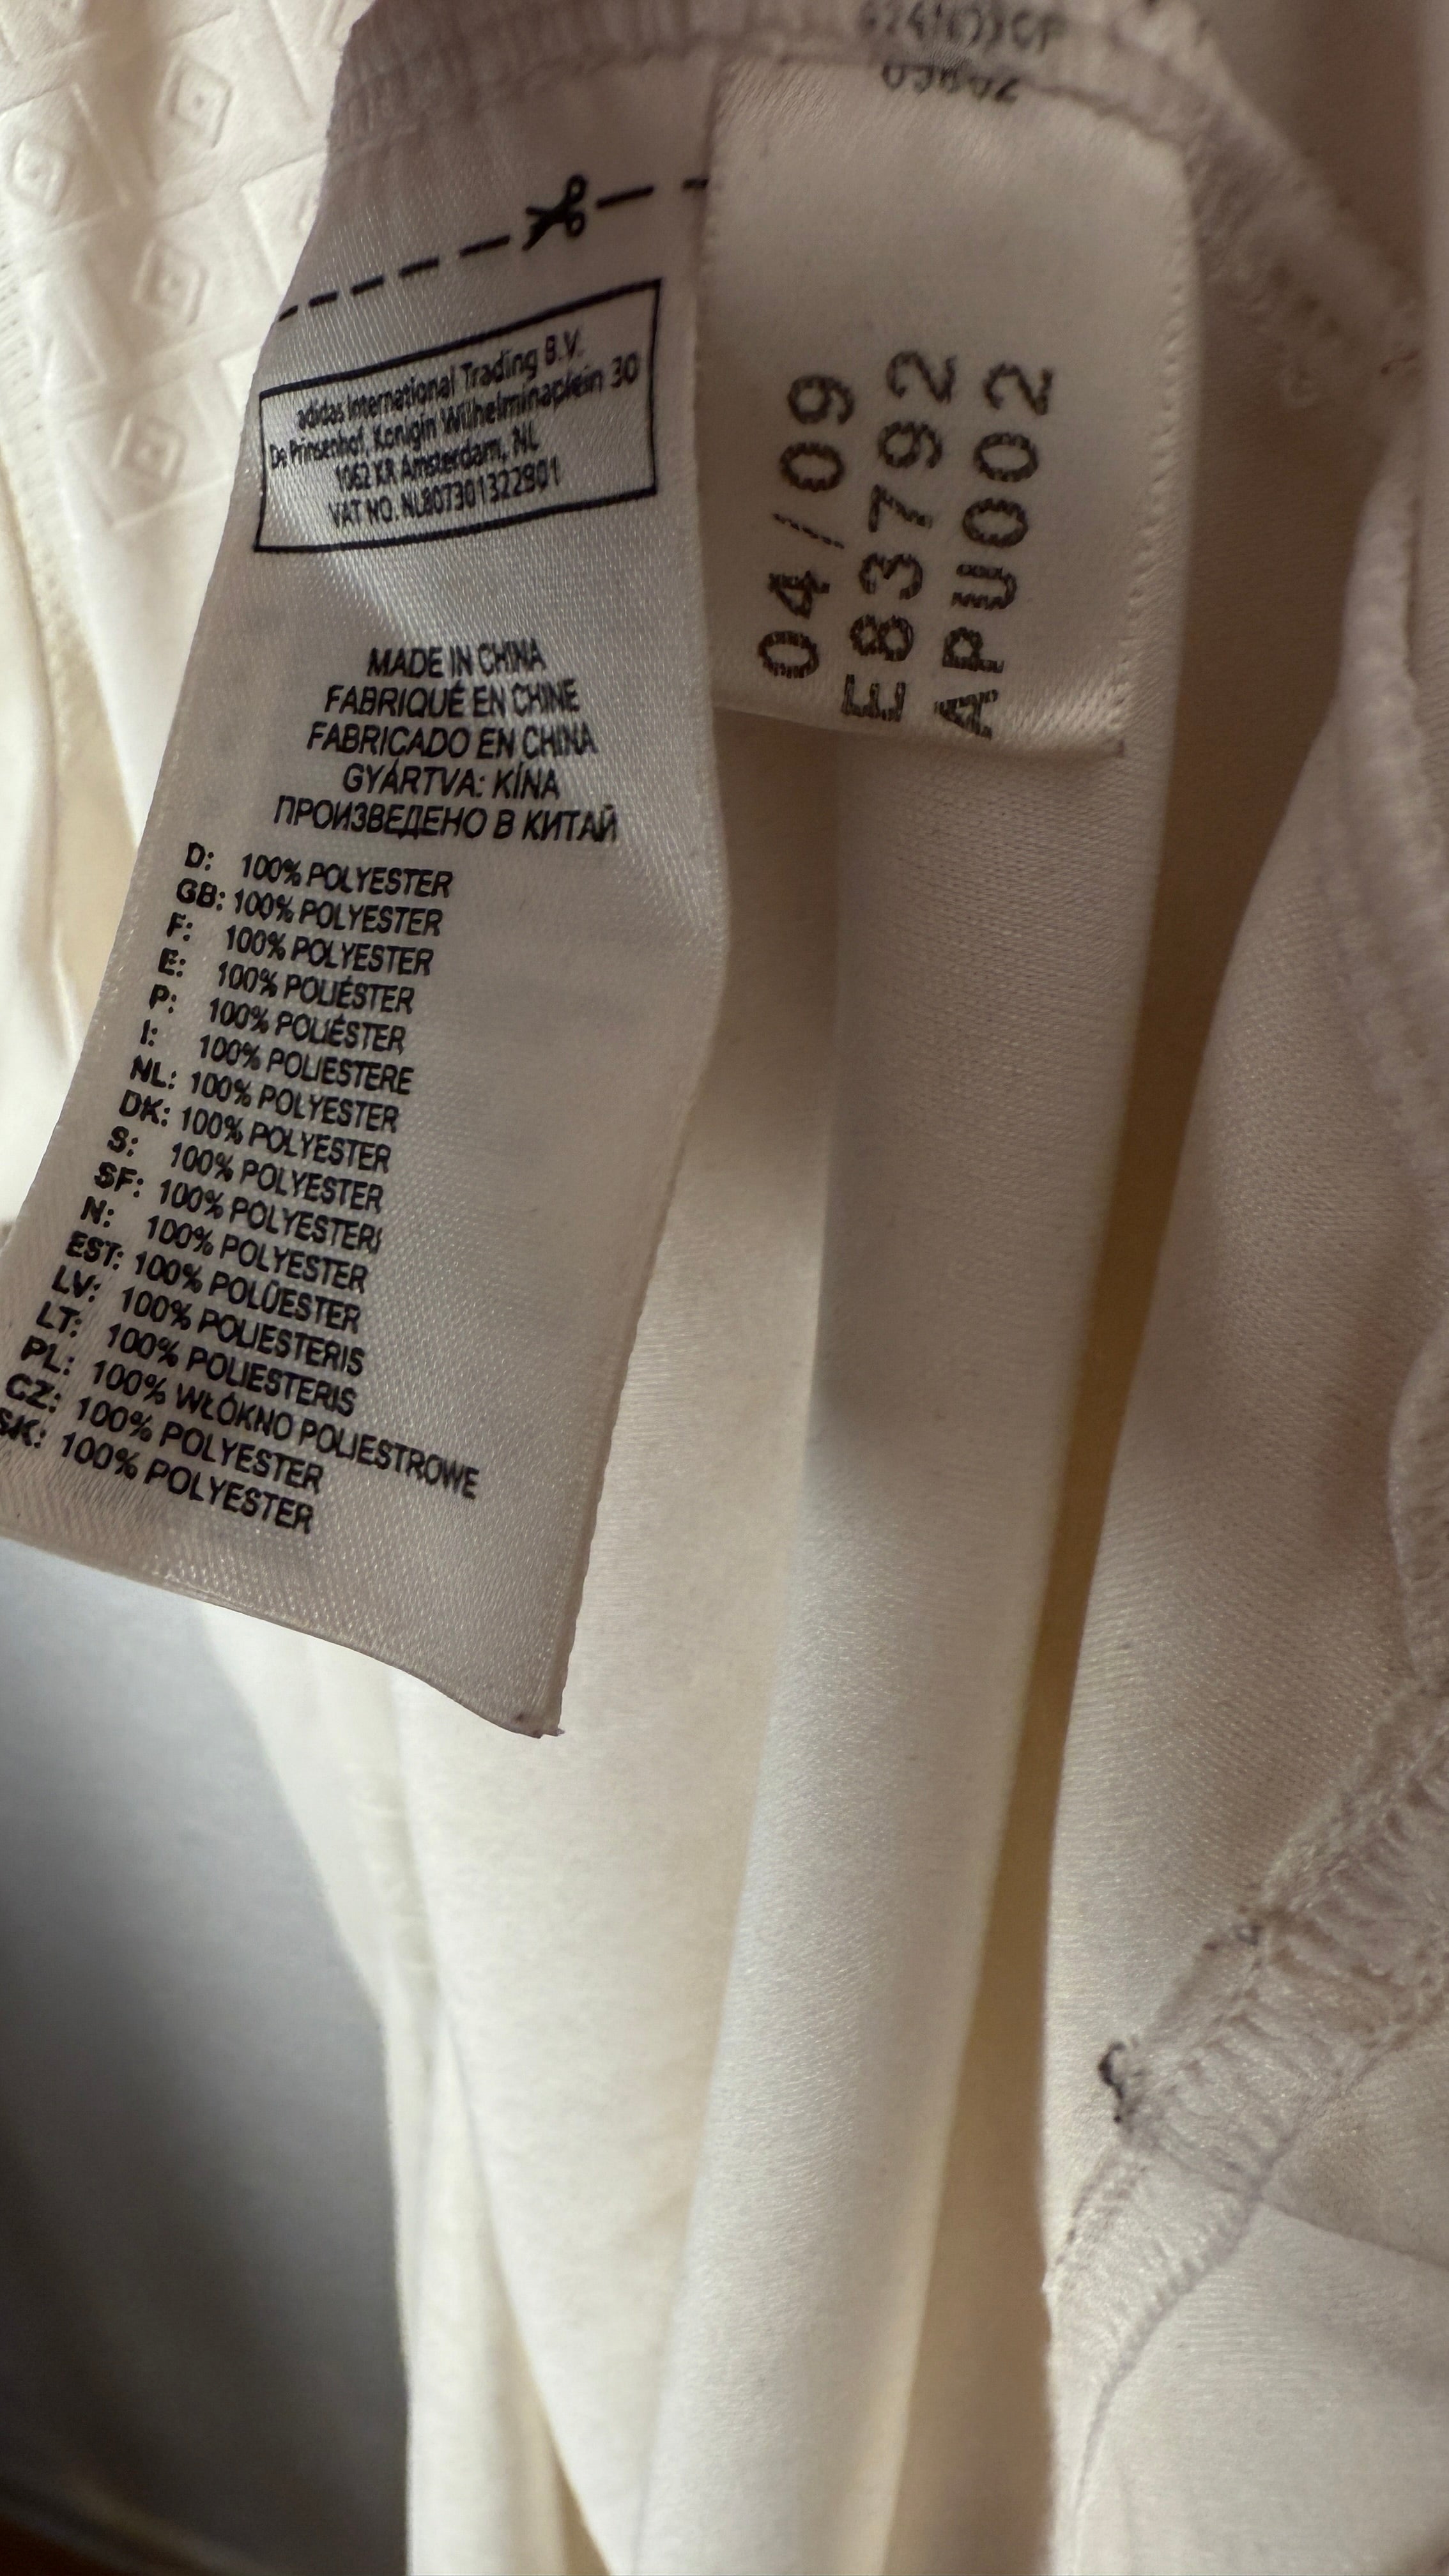 adidas International Trading B.V.
De Prinsenhof, Konigin Wilhelminaplein 30
1062 KR Amsterdam, NL
VAT NO. NL807301322B01
MADE IN CHINA
FABRIQUÉ EN CHINE
FABRICADO EN CHINA
GYÁRTVA: KÍNA
ПРОИЗВЕДЕНО В КИТАЙ
D: 100% POLYESTER
GB: 100% POLYESTER
F: 100% POLYESTER
E: 100% POLIÉSTER
P: 100% POLIÉSTER
I: 100% POLIESTERE
NL: 100% POLYESTER
DK: 100% POLYESTER
S: 100% POLYESTER
SF: 100% POLYESTERI
N: 100% POLYESTER
EST: 100% POLÜESTER
LV: 100% POLIESTERIS
LT: 100% POLIESTERIS
PL: 100% WŁÓKNO POLIESTROWE
CZ: 100% POLYESTER
SK: 100% POLYESTER
04/09
E83792
APU002